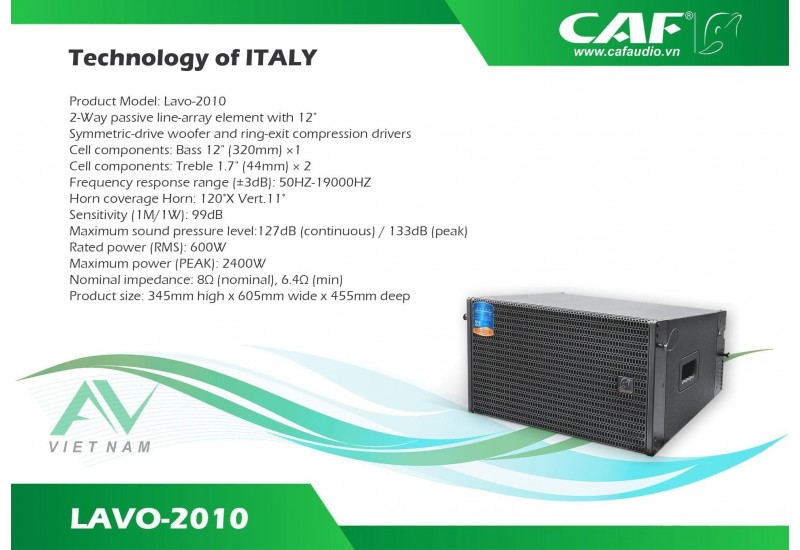 CAF®
www.cafaudio.vn
Technology of ITALY
Product Model: Lavo-2010
2-Way passive line-array element with 12"
Symmetric-drive woofer and ring-exit compression drivers
Cell components: Bass 12" (320mm) ×1
Cell components: Treble 1.7" (44mm) × 2
Frequency response range (±3dB): 50HZ-19000HZ
Horn coverage Horn: 120°X Vert.11°
Sensitivity (1M/1W): 99dB
Maximum sound pressure level:127dB (continuous) / 133dB (peak)
Rated power (RMS): 600W
Maximum power (PEAK): 2400W
Nominal impedance: 8Ω (nominal), 6.4Ω (min)
Product size: 345mm high x 605mm wide x 455mm deep
AV
VIET NAM
LAVO-2010